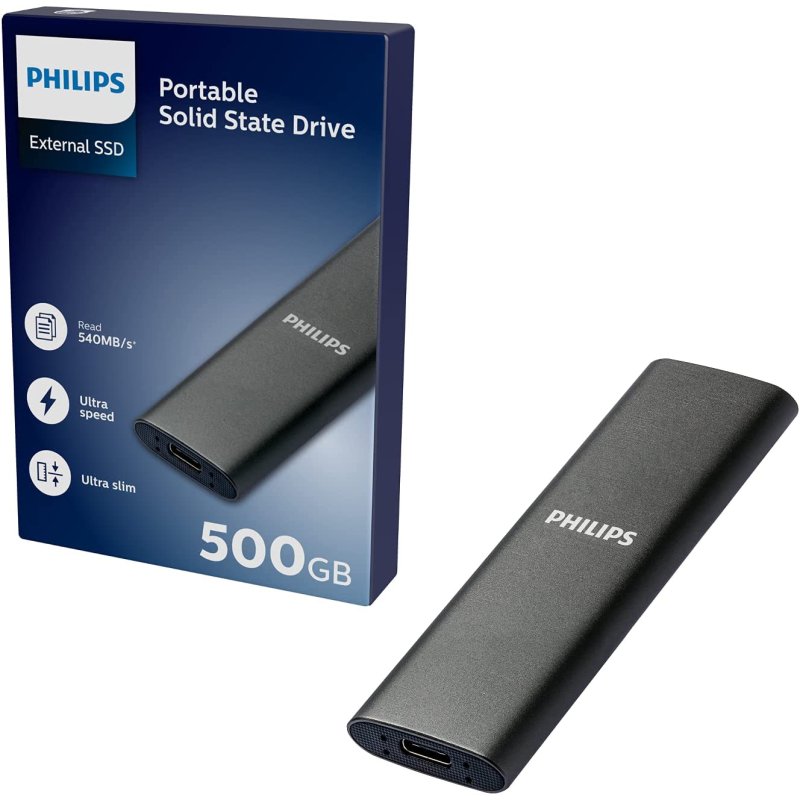 PHILIPS
External SSD
Portable
Solid State Drive
PHILIPS
Read
540MB/s*
Ultra
speed
Ultra slim
500GB
PHILIPS